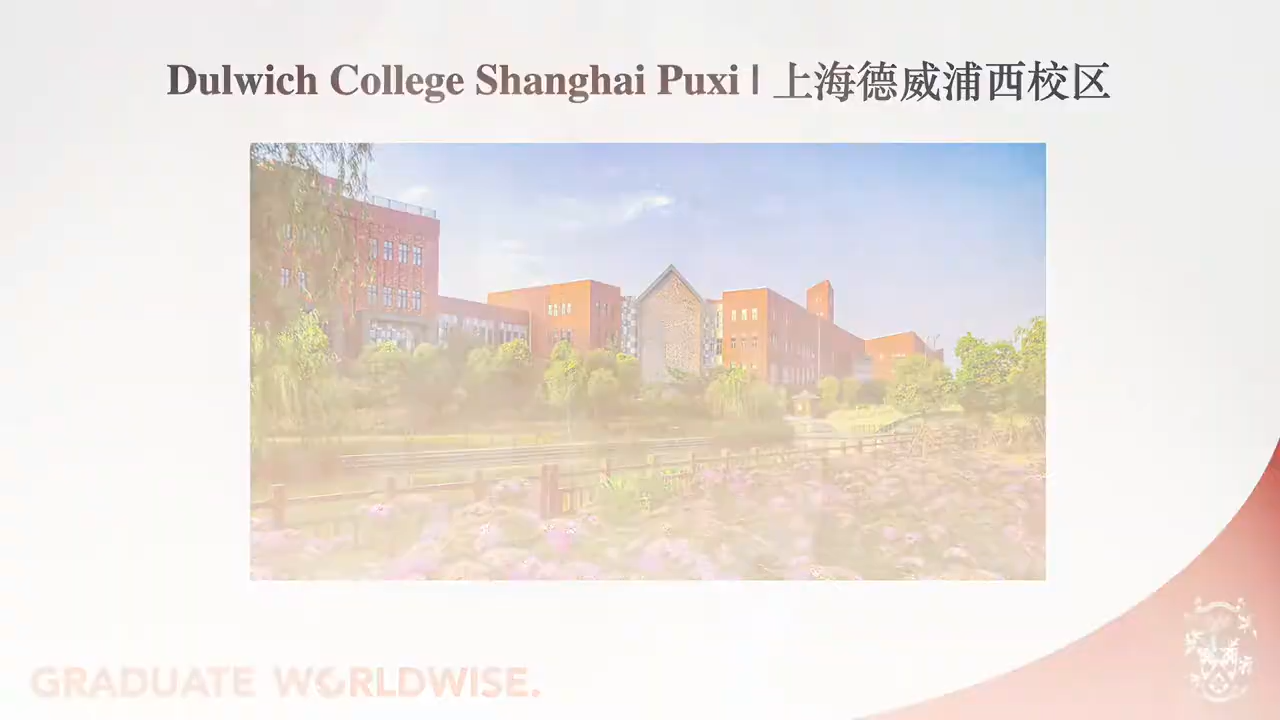 Dulwich College Shanghai Puxi | 上海德威浦西校区
GRADUATE WORLDWISE.